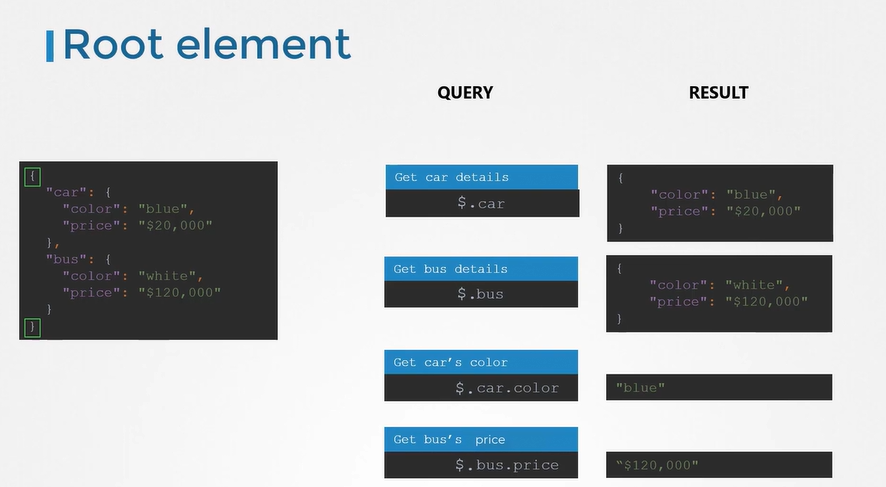 Root element
QUERY
RESULT
{
"car": {
"color": "blue",
"price": "$20,000"
},
"bus": {
"color": "white",
"price": "$120,000"
}
}
Get car details
$.car
{
"color": "blue",
"price": "$20,000"
}
Get bus details
$.bus
{
"color": "white",
"price": "$120,000"
}
Get car’s color
$.car.color
"blue"
Get bus’s price
$.bus.price
“$120,000"